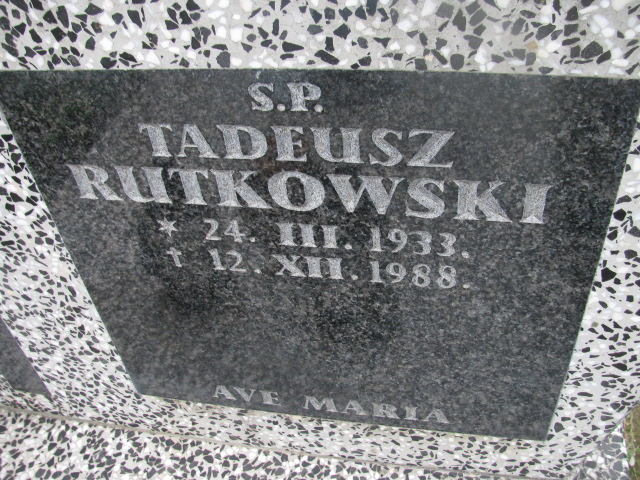 Ś.P.
TADEUSZ
RUTKOWSKI
* 24. III. 1933.
† 12. XII. 1988.
AVE MARIA